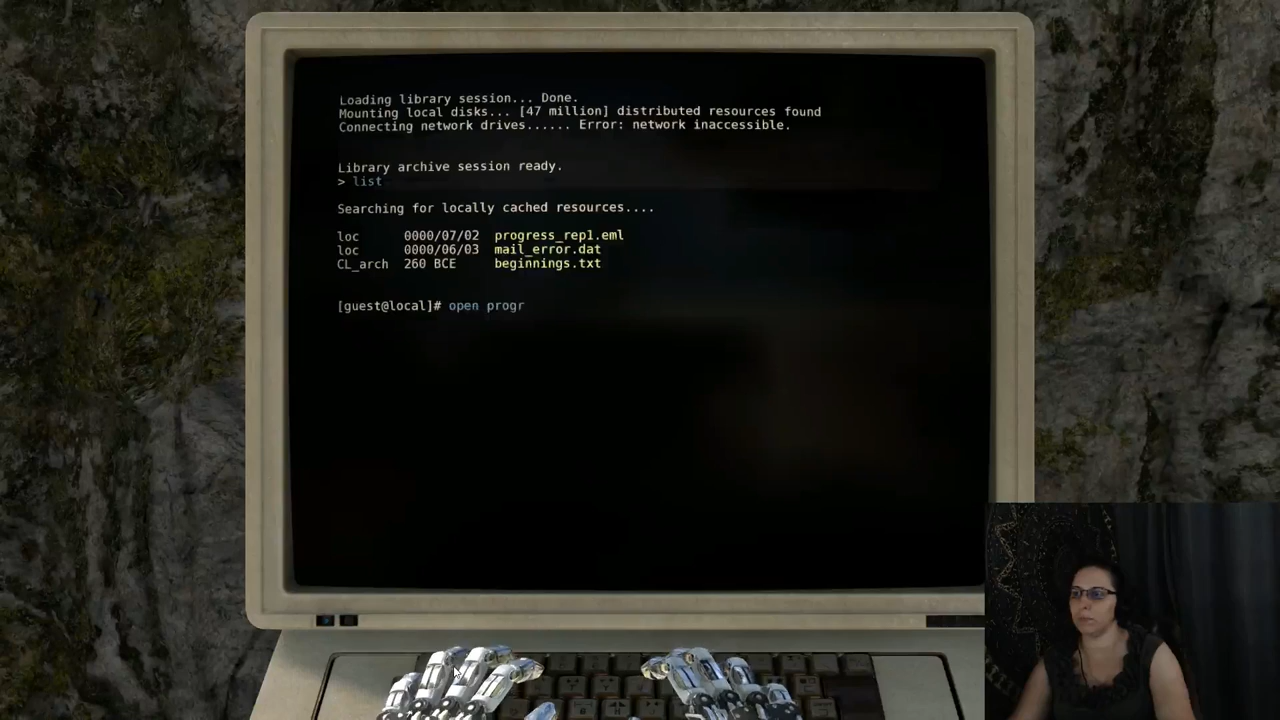 Loading library session... Done.
Mounting local disks... [47 million] distributed resources found
Connecting network drives...... Error: network inaccessible.
Library archive session ready.
> list
Searching for locally cached resources....
loc 0000/07/02 progress_rep1.eml
loc 0000/06/03 mail_error.dat
CL_arch 260 BCE beginnings.txt
[guest@local]# open progr